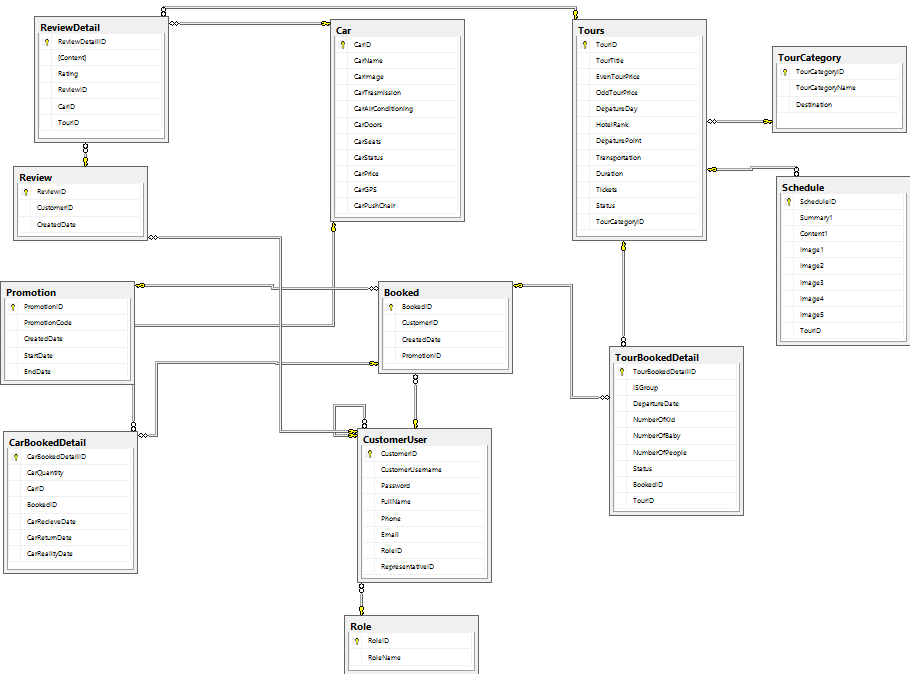 ReviewDetail
ReviewDetailID
[Content]
Rating
ReviewID
CarID
TourID
Car
CarID
CarName
CarImage
CarTrasmission
CarAirConditioning
CarDoors
CarSeats
CarStatus
CarPrice
CarGPS
CarPushChair
Tours
TourID
TourTitle
EvenTourPrice
OddTourPrice
DepatureDay
HotelRank
DepaturePoint
Transportation
Duration
Tickets
Status
TourCategoryID
TourCategory
TourCategoryID
TourCategoryName
Destination
Review
ReviewID
CustomerID
CreatedDate
Schedule
ScheduleID
Summary1
Content1
Image1
Image2
Image3
Image4
Image5
TourID
Promotion
PromotionID
PromotionCode
CreatedDate
StartDate
EndDate
Booked
BookedID
CustomerID
CreatedDate
PromotionID
TourBookedDetail
TourBookedDetailID
ISGroup
DepartureDate
NumberOfKid
NumberOfBaby
NumberOfPeople
Status
BookedID
TourID
CarBookedDetail
CarBookedDetailID
CarQuantity
CarID
BookedID
CarRecieveDate
CarReturnDate
CarReallityDate
CustomerUser
CustomerID
CustomerUsername
Password
FullName
Phone
Email
RoleID
RepresentativeID
Role
RoleID
RoleName